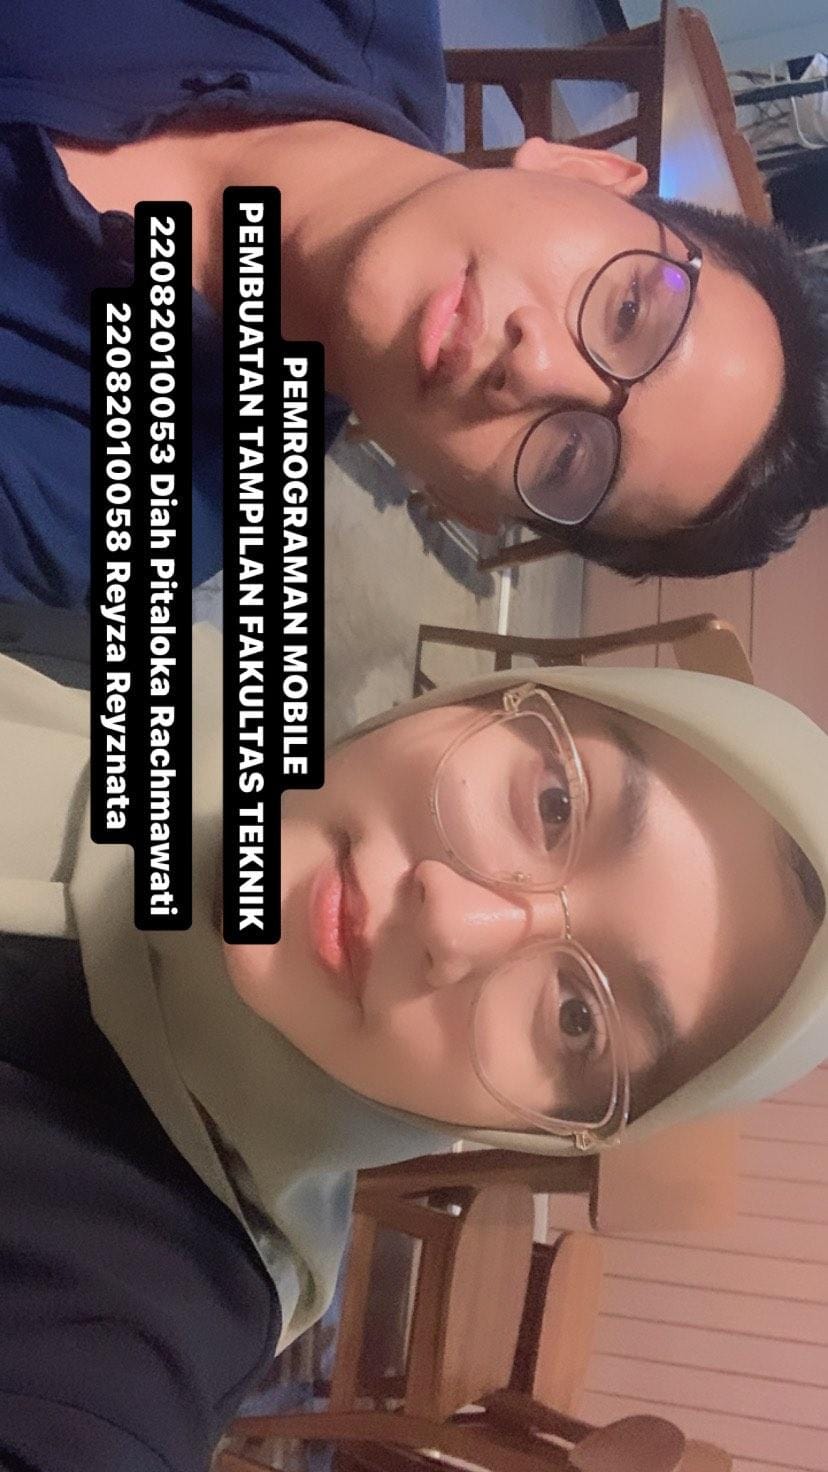 PEMROGRAMAN MOBILE
PEMBUATAN TAMPILAN FAKULTAS TEKNIK
22082010053 Diah Pitaloka Rachmawati
22082010058 Reyza Reyznata